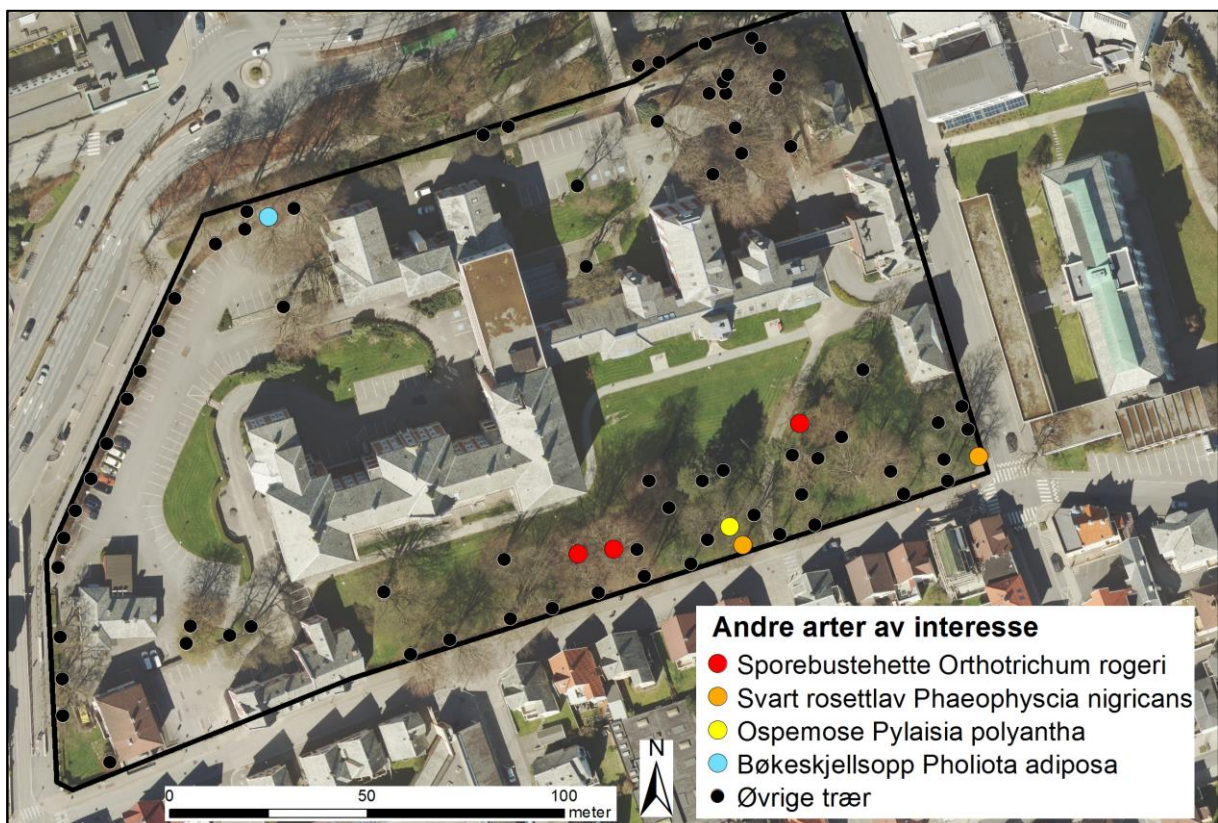 Andre arter av interesse
Sporebustehette Orthotrichum rogeri
Svart rosettlav Phaeophyscia nigricans
Ospemose Pylaisia polyantha
Bøkeskjellsopp Pholiota adiposa
Øvrige trær
N
0 50 100
meter